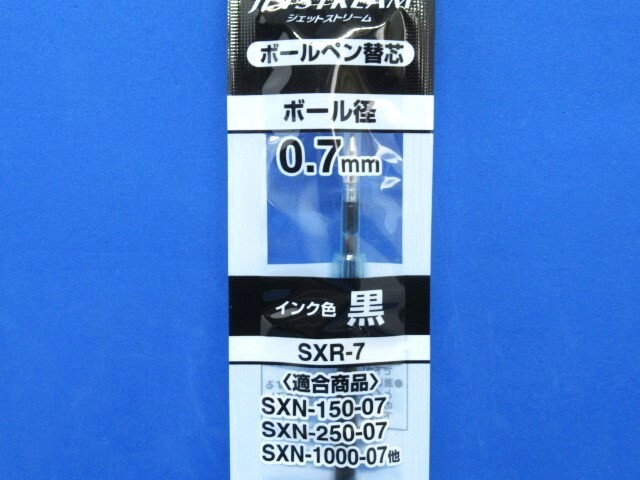 JETSTREAM
ジェットストリーム
ボールペン替芯
ボール径
0.7mm
インク色 黒
SXR-7
〈適合商品〉
SXN-150-07
SXN-250-07
SXN-1000-07他